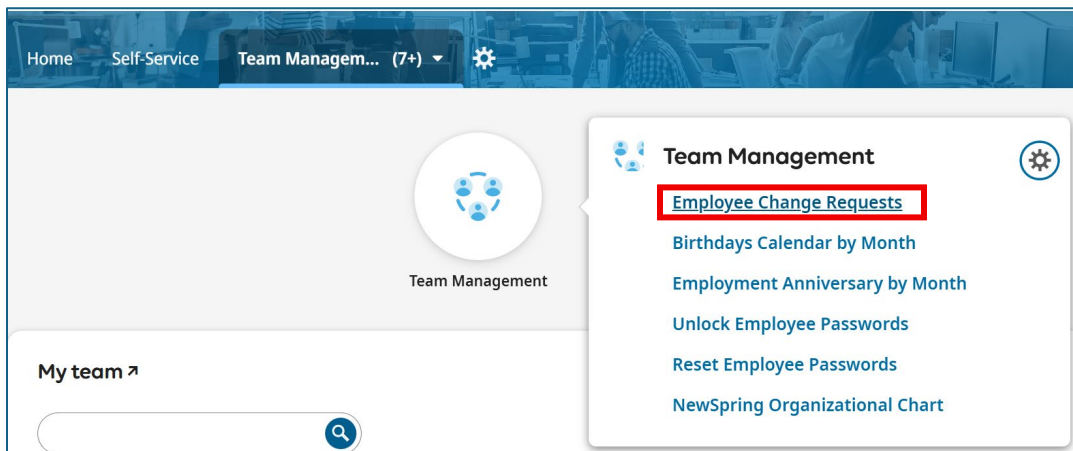 Home Self-Service Team Managem... (7+)
Team Management
Employee Change Requests
Birthdays Calendar by Month
Employment Anniversary by Month
Unlock Employee Passwords
Reset Employee Passwords
NewSpring Organizational Chart
Team Management
My team